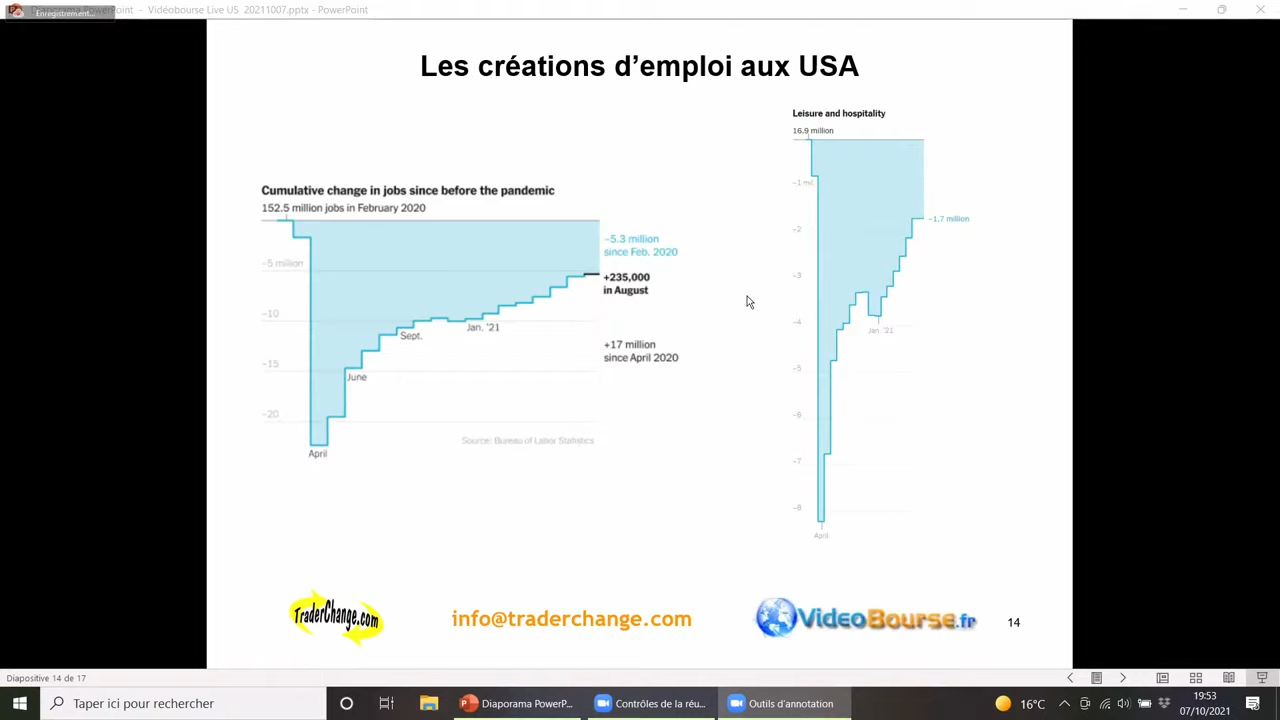 Diaporama PowerPoint - Vidéobourse Live US 20211007.pptx - PowerPoint
Enregistrement...
Les créations d'emploi aux USA
Cumulative change in jobs since before the pandemic
152.5 million jobs in February 2020
-5 million
-10
-15
-20
April
June
Sept.
Jan. '21
-5.3 million
since Feb. 2020
+235,000
in August
+17 million
since April 2020
Source: Bureau of Labor Statistics
Leisure and hospitality
16.9 million
-1 mil.
-2
-3
-4
-5
-6
-7
-8
-1.7 million
Jan. '21
April
TraderChange.com
info@traderchange.com
VideoBourse.fr
14
Diapositive 14 de 17
Taper ici pour rechercher
Diaporama PowerP...
Contrôles de la réu...
Outils d'annotation
16°C
19:53
07/10/2021